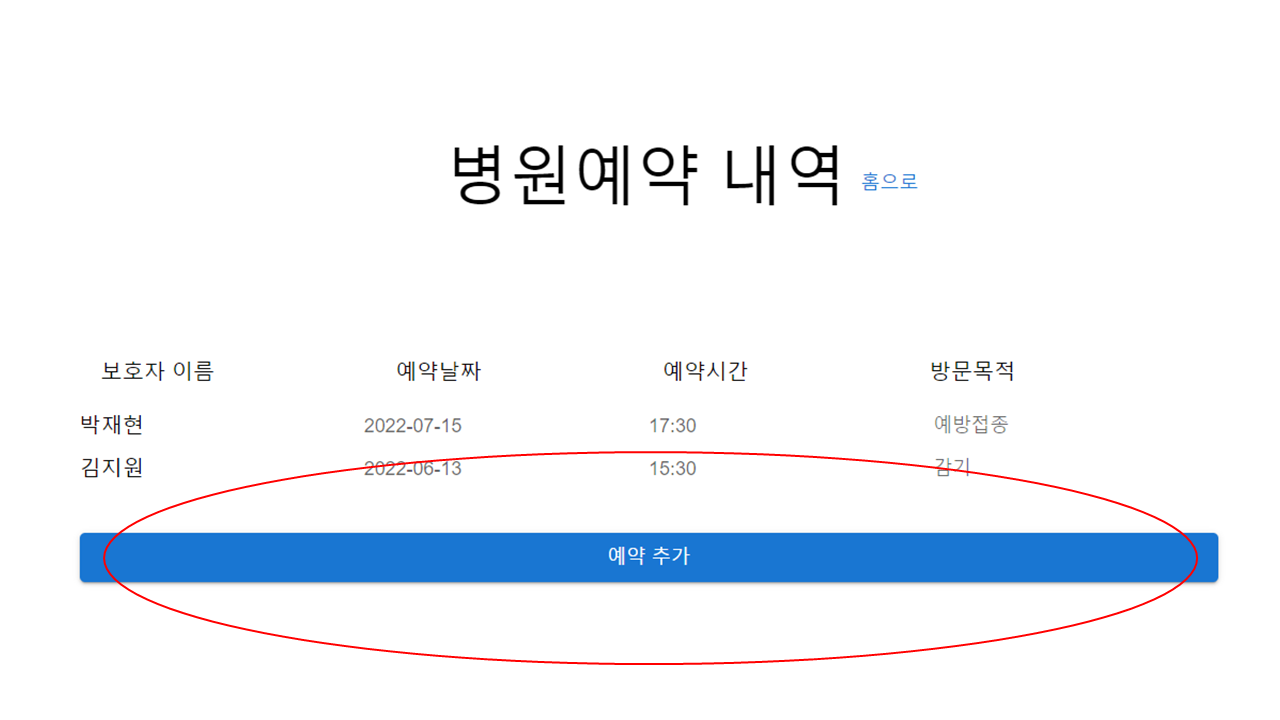 병원예약 내역 홈으로
보호자 이름 예약날짜 예약시간 방문목적
박재현 2022-07-15 17:30 예방접종
김지원 2022-06-13 15:30 감기
예약 추가